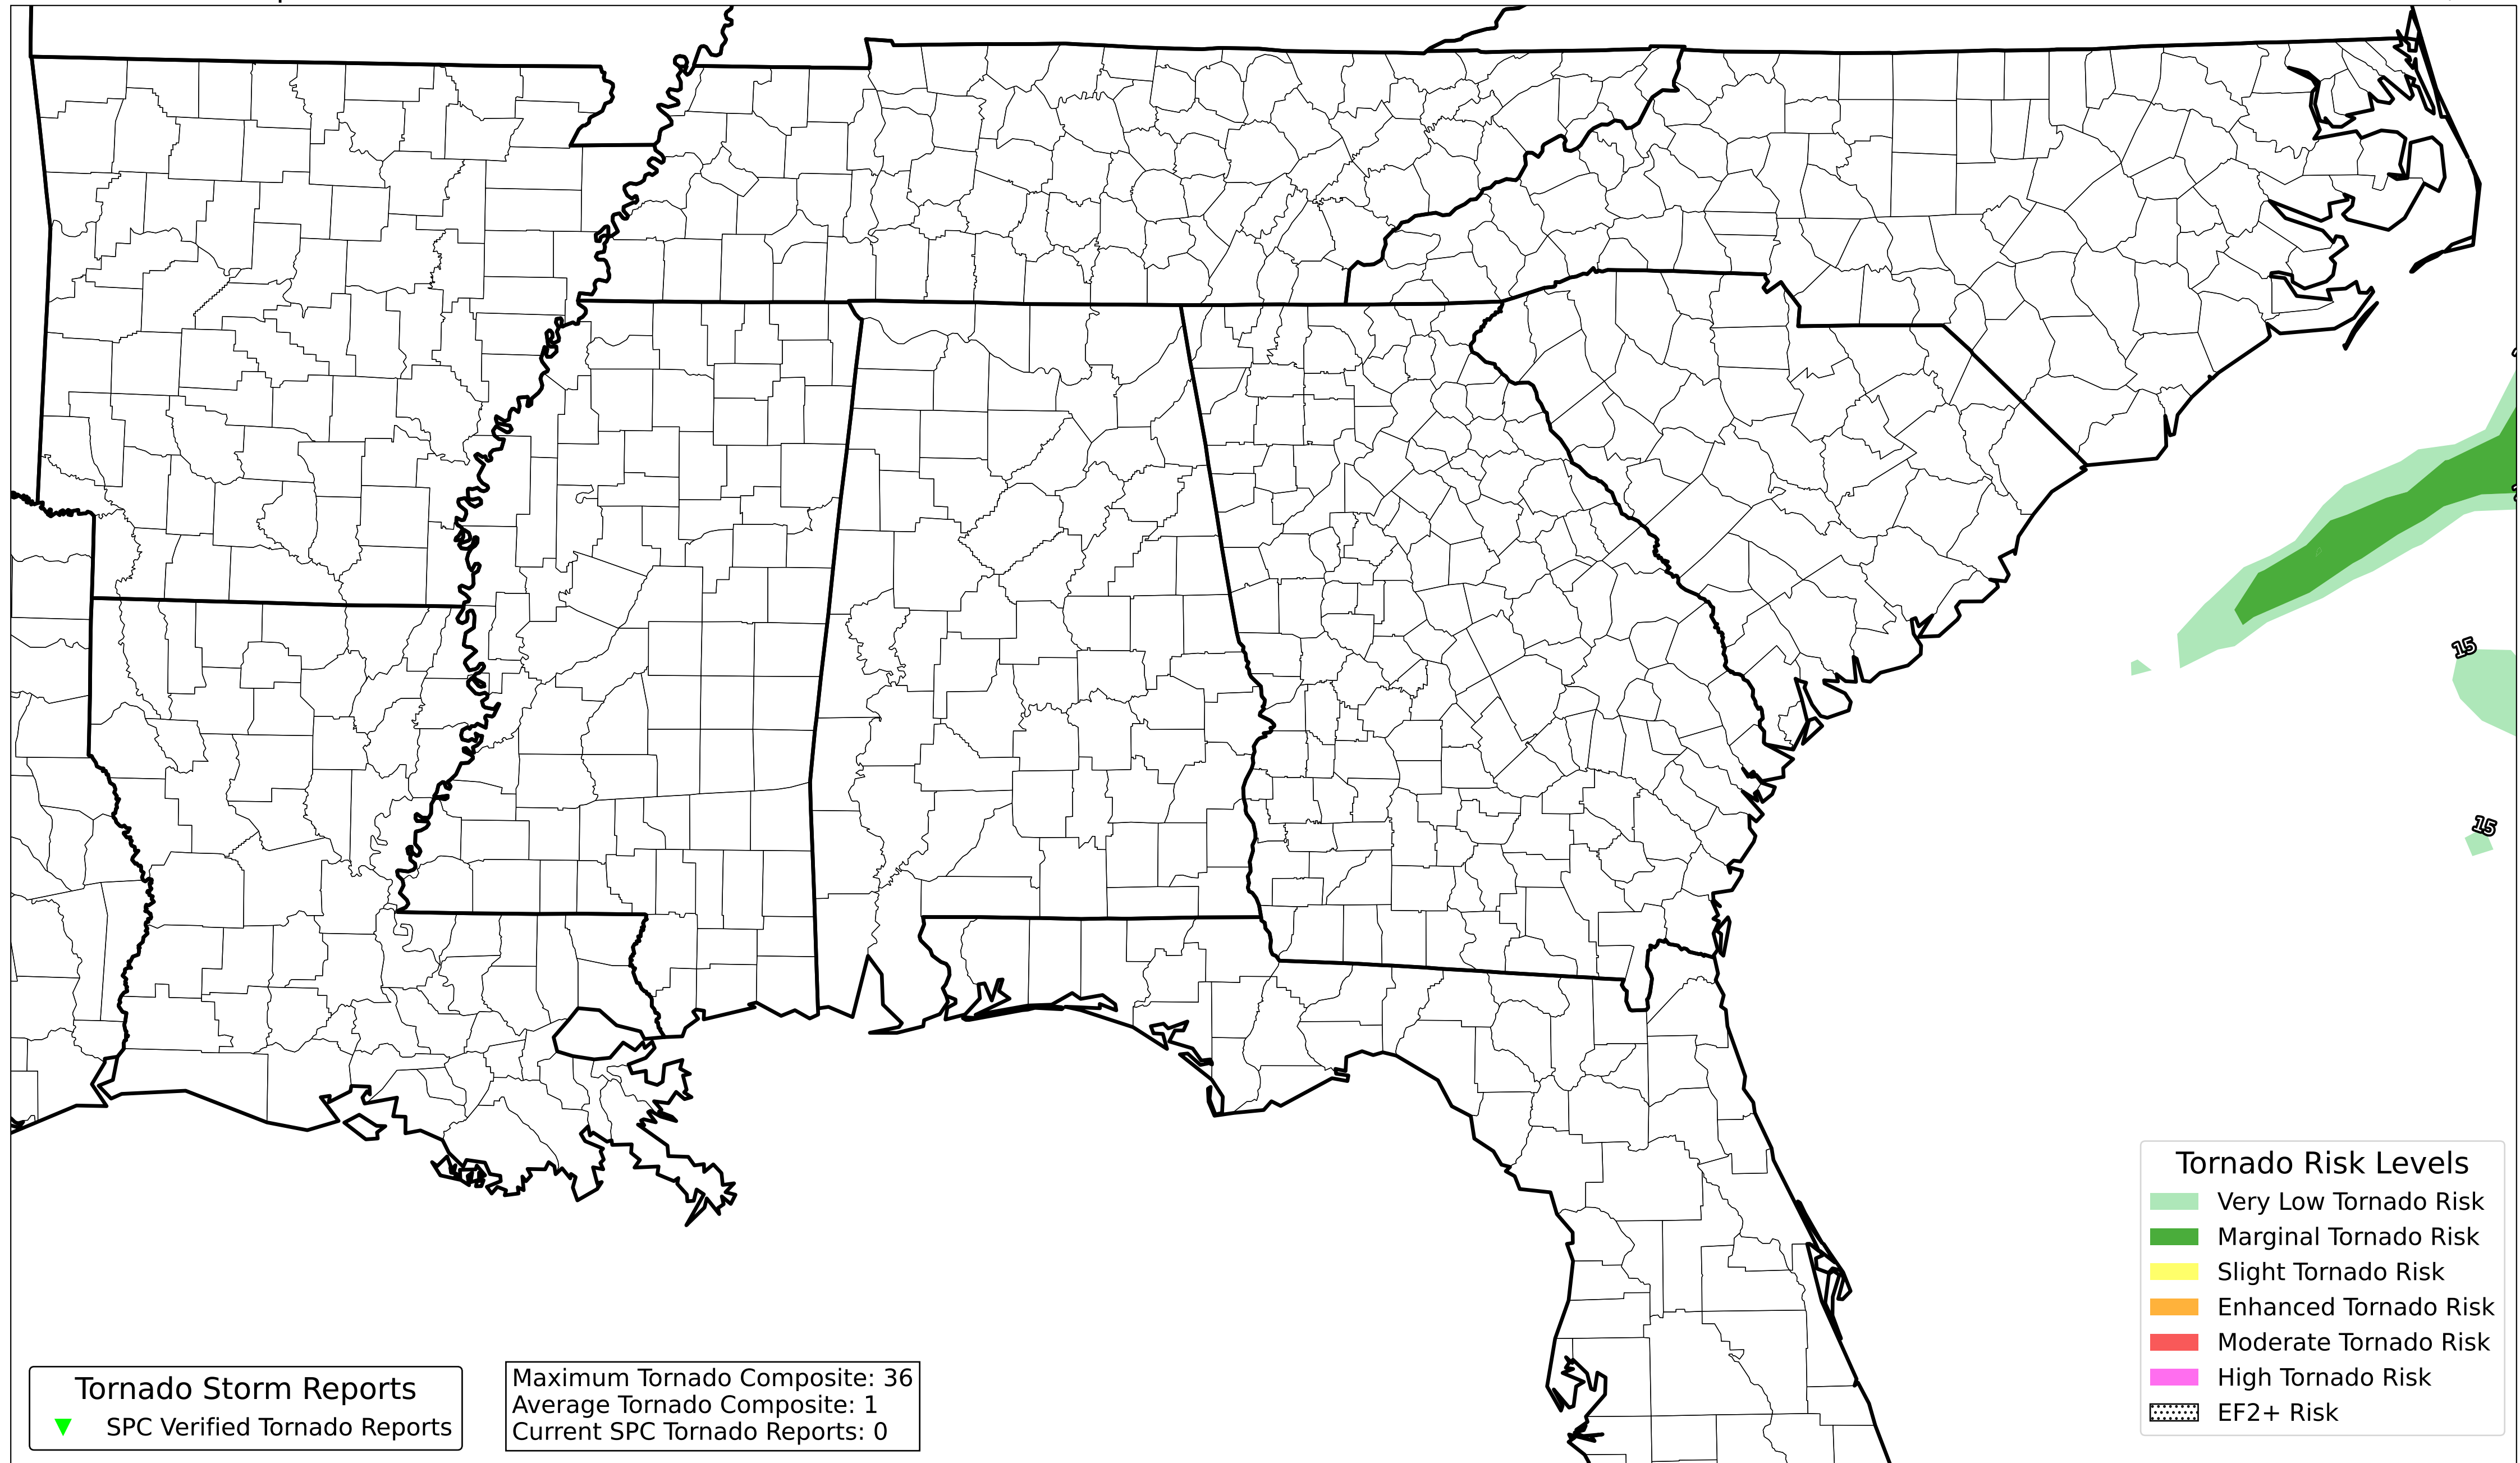 15
15
Tornado Risk Levels
Very Low Tornado Risk
Marginal Tornado Risk
Slight Tornado Risk
Enhanced Tornado Risk
Moderate Tornado Risk
High Tornado Risk
EF2+ Risk
Tornado Storm Reports
SPC Verified Tornado Reports
Maximum Tornado Composite: 36
Average Tornado Composite: 1
Current SPC Tornado Reports: 0